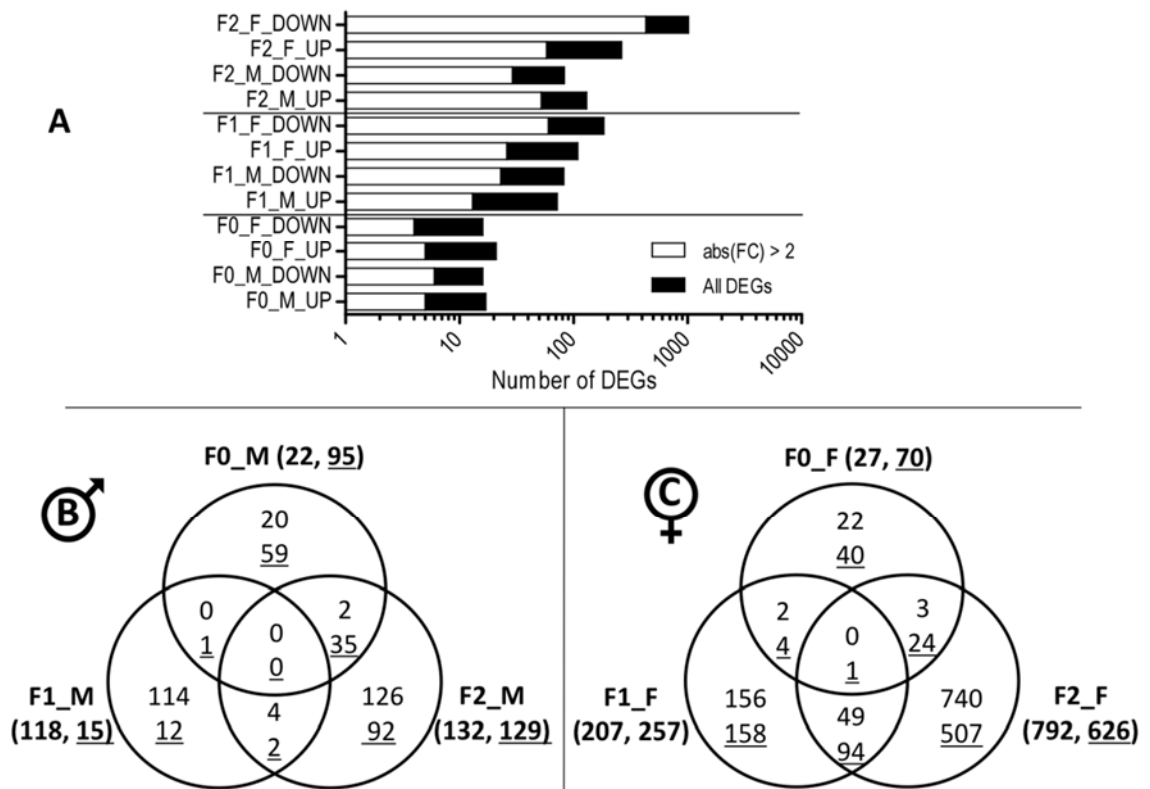 A
F2_F_DOWN
F2_F_UP
F2_M_DOWN
F2_M_UP
F1_F_DOWN
F1_F_UP
F1_M_DOWN
F1_M_UP
F0_F_DOWN
F0_F_UP
F0_M_DOWN
F0_M_UP
abs(FC) > 2
All DEGs
1 10 100 1000 10000
Number of DEGs
B
F0_M (22, 95)
20
59
0
1
2
35
0
0
F1_M
(118, 15)
114
12
4
2
126
92
F2_M
(132, 129)
C
F0_F (27, 70)
22
40
2
4
3
24
0
1
F1_F
(207, 257)
156
158
49
94
740
507
F2_F
(792, 626)